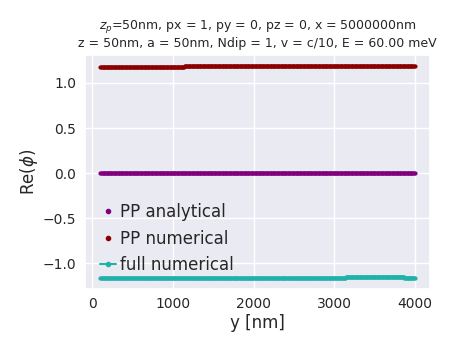 z_p=50nm, px = 1, py = 0, pz = 0, x = 5000000nm
z = 50nm, a = 50nm, Ndip = 1, v = c/10, E = 60.00 meV
Re(ϕ)
1.0
0.5
0.0
−0.5
−1.0
PP analytical
PP numerical
full numerical
0 1000 2000 3000 4000
y [nm]